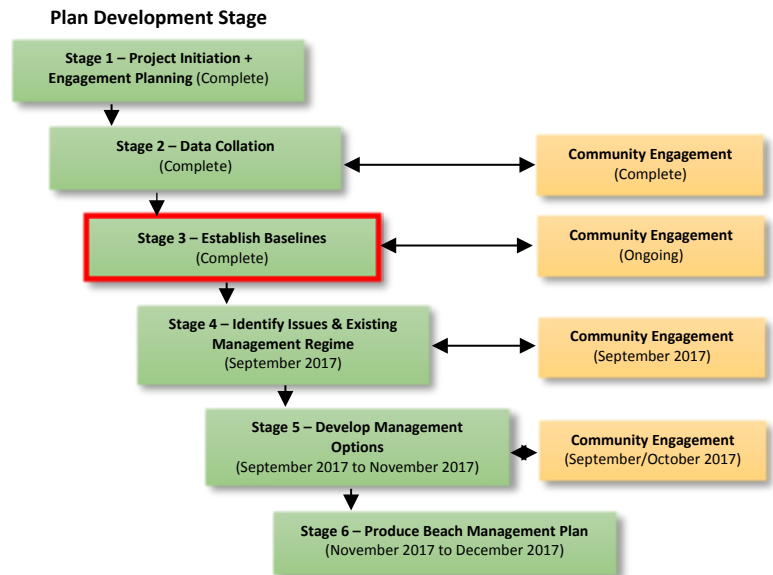 Plan Development Stage
Stage 1 – Project Initiation +
Engagement Planning (Complete)
Stage 2 – Data Collation
(Complete)
Community Engagement
(Complete)
Stage 3 – Establish Baselines
(Complete)
Community Engagement
(Ongoing)
Stage 4 – Identify Issues & Existing
Management Regime
(September 2017)
Community Engagement
(September 2017)
Stage 5 – Develop Management
Options
(September 2017 to November 2017)
Community Engagement
(September/October 2017)
Stage 6 – Produce Beach Management Plan
(November 2017 to December 2017)